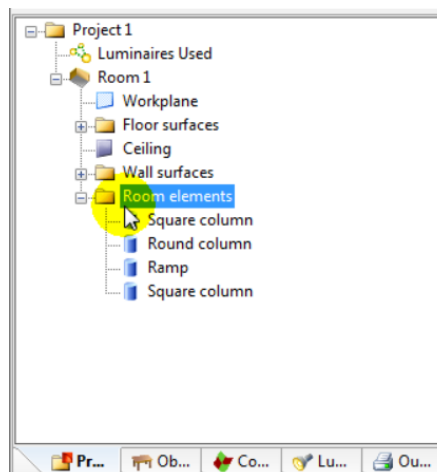 Project 1
Luminaires Used
Room 1
Workplane
Floor surfaces
Ceiling
Wall surfaces
Room elements
Square column
Round column
Ramp
Square column
Pr... Ob... Co... Lu... Ou...